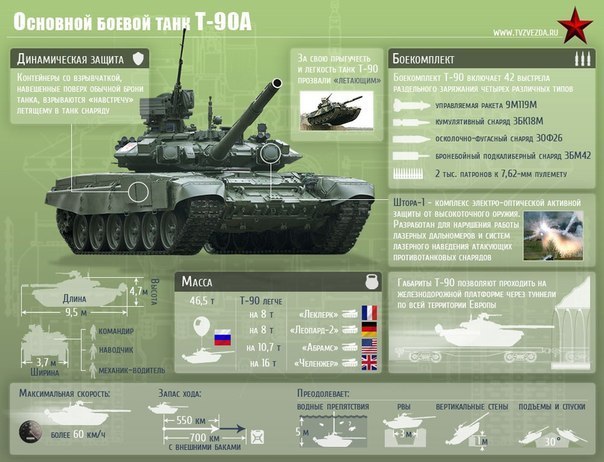 Основной боевой танк Т-90А
WWW.TVZVEZDA.RU
Динамическая защита
Контейнеры со взрывчаткой,
навешенные поверх обычной брони
танка, взрываются «навстречу»
летящему в танк снаряду
За свою прыгучесть
и легкость танк Т-90
прозвали «летающим»
Боекомплект
Боекомплект Т-90 включает 42 выстрела
раздельного заряжания четырех различных типов
управляемая ракета 9М119М
кумулятивный снаряд 3БК18М
осколочно-фугасный снаряд 3ОФ26
бронебойный подкалиберный снаряд 3БМ42
2 тыс. патронов к 7,62-мм пулемету
Штора-1 - комплекс электро-оптической активной
защиты от высокоточного оружия.
Разработан для нарушения работы
лазерных дальномеров и систем
лазерного наведения атакующих
противотанковых снарядов
Габариты Т-90 позволяют проходить на
железнодорожной платформе через туннели
по всей территории Европы
Длина
9,5 м
4,7 м
Высота
3,7 м
Ширина
командир
наводчик
механик-водитель
Масса
46,5 т
Т-90 легче
на 8 т «Леклерк»
на 8 т «Леопард-2»
на 10,7 т «Абрамс»
на 16 т «Челенжер»
Максимальная скорость:
более 60 км/ч
Запас хода:
550 км
700 км
с внешними баками
Преодолевает:
водные препятствия
5 м
рвы
3 м
вертикальные стены
1 м
подъемы и спуски
30°